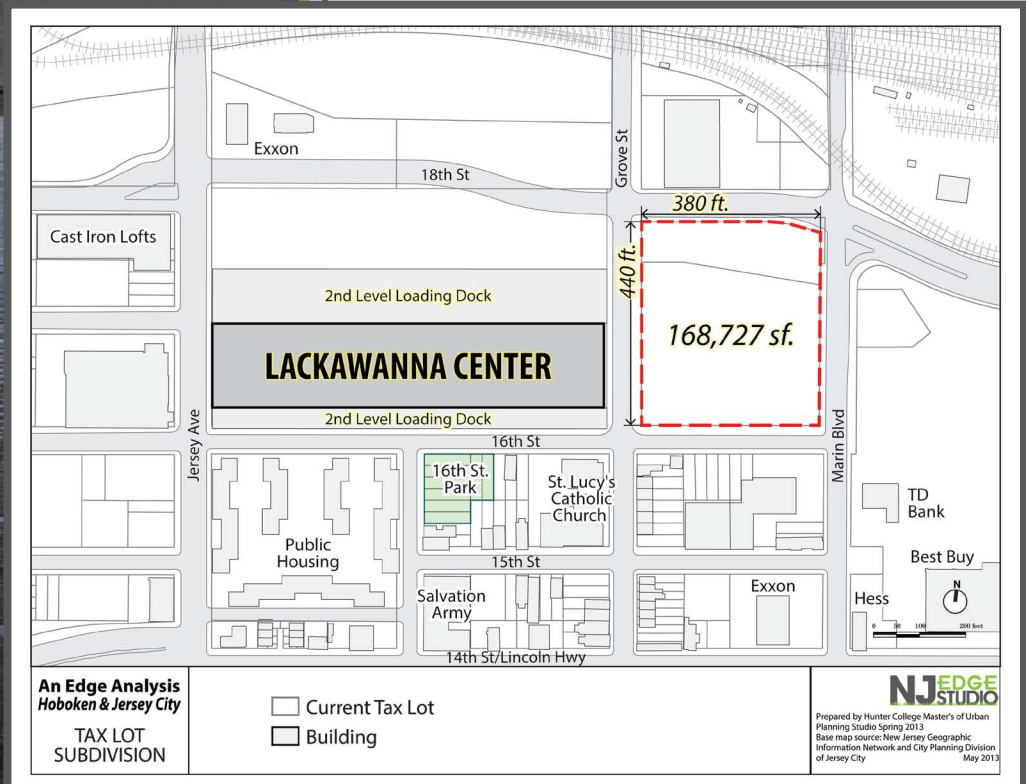 Exxon
18th St
Grove St
380 ft.
Cast Iron Lofts
440 ft.
2nd Level Loading Dock
168,727 sf.
LACKAWANNA CENTER
2nd Level Loading Dock
Jersey Ave
Marin Blvd
16th St
16th St.
Park
St. Lucy's
Catholic
Church
TD
Bank
Public
Housing
15th St
Best Buy
Salvation
Army
Exxon
Hess
N
0 50 100 200 feet
14th St/Lincoln Hwy
An Edge Analysis
Hoboken & Jersey City
TAX LOT
SUBDIVISION
Current Tax Lot
Building
NJ EDGE
STUDIO
Prepared by Hunter College Master's of Urban
Planning Studio Spring 2013
Base map source: New Jersey Geographic
Information Network and City Planning Division
of Jersey City May 2013